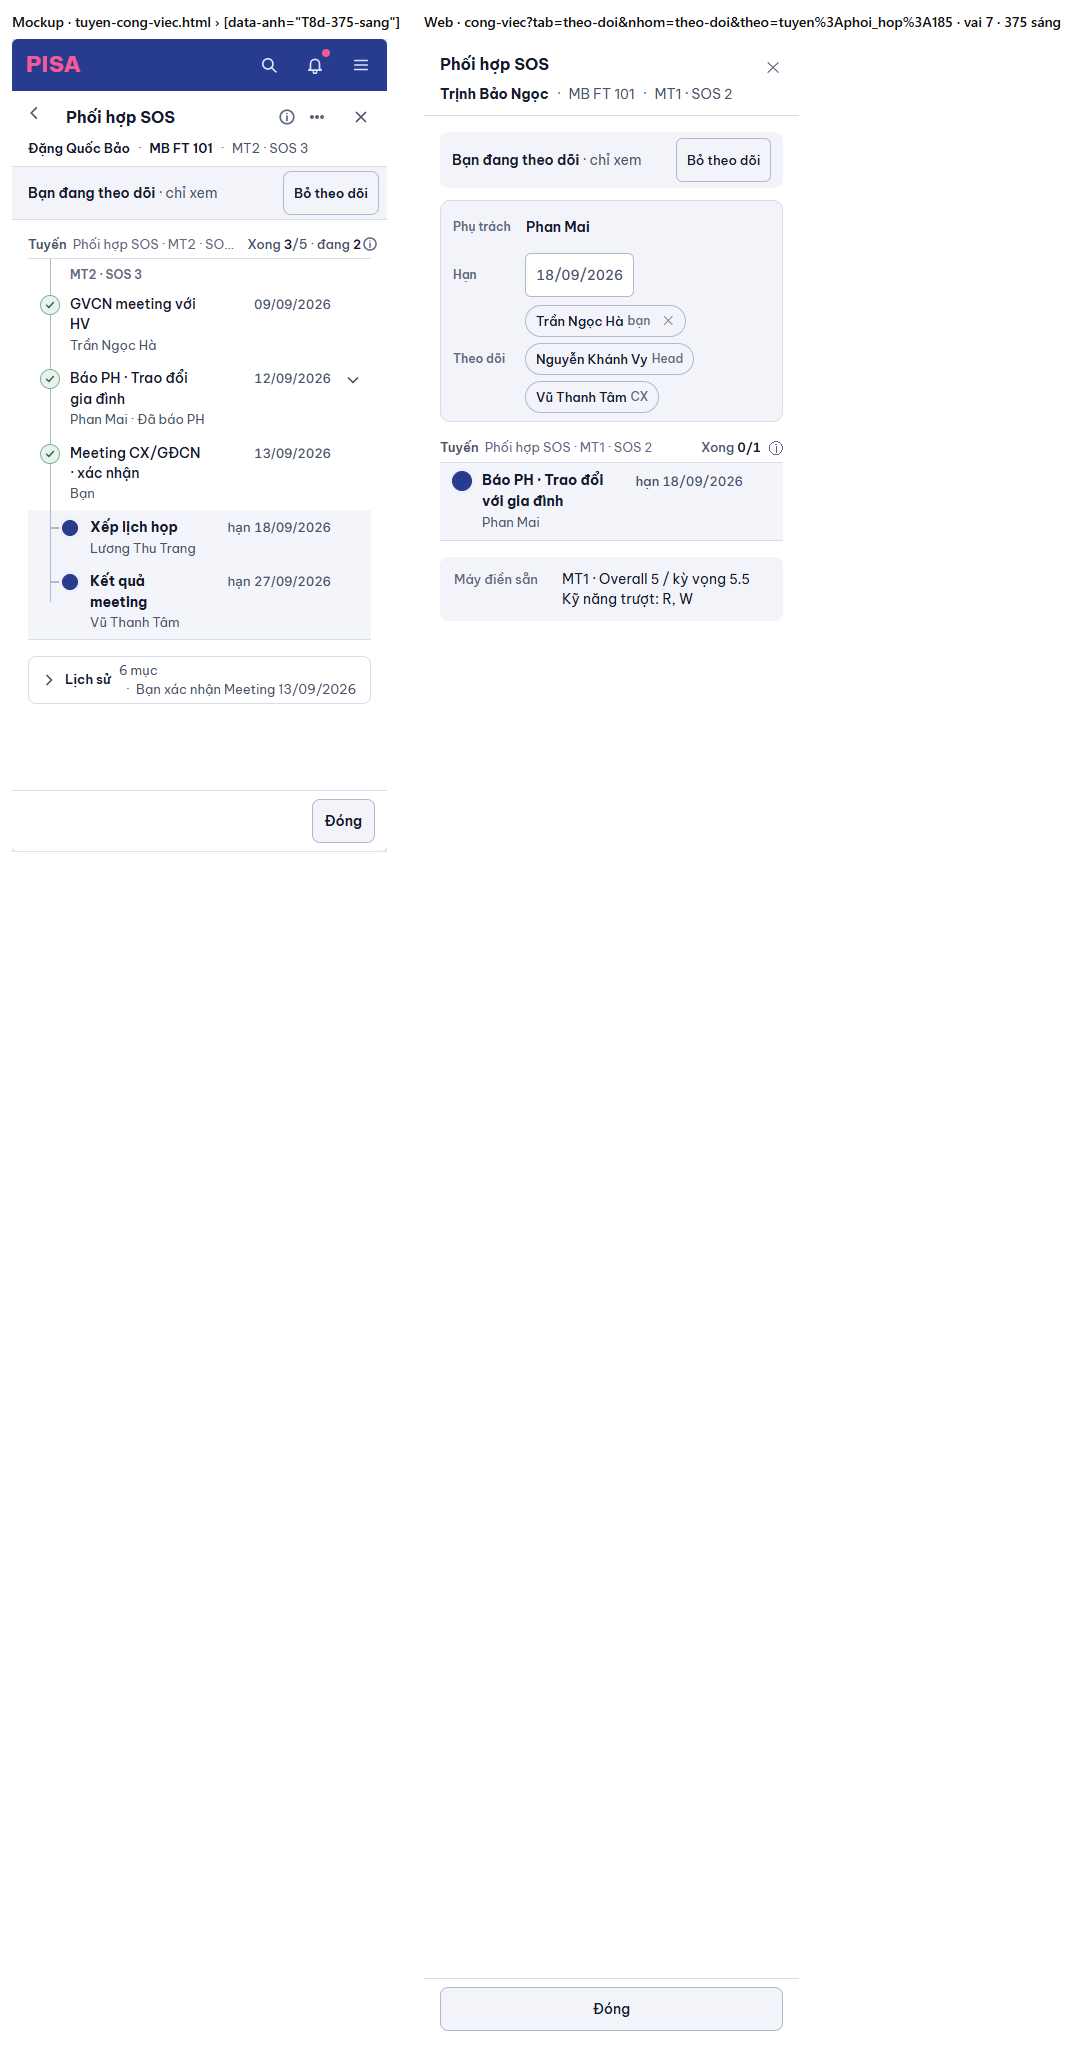 Mockup · tuyen-cong-viec.html › [data-anh="T8d-375-sang"]
PISA
Phối hợp SOS
Đặng Quốc Bảo · MB FT 101 · MT2 · SOS 3
Bạn đang theo dõi · chỉ xem
Bỏ theo dõi
Tuyến Phối hợp SOS · MT2 · SO... Xong 3/5 · đang 2
MT2 · SOS 3
GVCN meeting với 09/09/2026
HV
Trần Ngọc Hà
Báo PH · Trao đổi 12/09/2026
gia đình
Phan Mai · Đã báo PH
Meeting CX/GĐCN 13/09/2026
· xác nhận
Bạn
Xếp lịch họp hạn 18/09/2026
Lương Thu Trang
Kết quả hạn 27/09/2026
meeting
Vũ Thanh Tâm
Lịch sử 6 mục
· Bạn xác nhận Meeting 13/09/2026
Đóng
Web · cong-viec?tab=theo-doi&nhom=theo-doi&theo=tuyen%3Aphoi_hop%3A185 · vai 7 · 375 sáng
Phối hợp SOS
Trịnh Bảo Ngọc · MB FT 101 · MT1 · SOS 2
Bạn đang theo dõi · chỉ xem
Bỏ theo dõi
Phụ trách Phan Mai
Hạn 18/09/2026
Theo dõi
Trần Ngọc Hà bạn
Nguyễn Khánh Vy Head
Vũ Thanh Tâm CX
Tuyến Phối hợp SOS · MT1 · SOS 2 Xong 0/1
Báo PH · Trao đổi hạn 18/09/2026
với gia đình
Phan Mai
Máy điền sẵn MT1 · Overall 5 / kỳ vọng 5.5
Kỹ năng trượt: R, W
Đóng